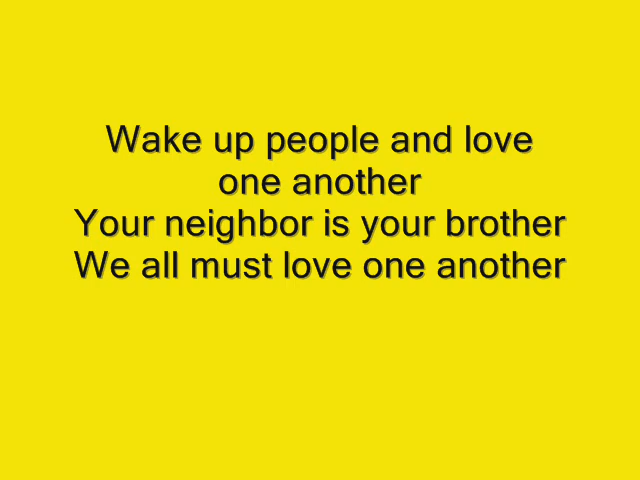 Wake up people and love
one another
Your neighbor is your brother
We all must love one another